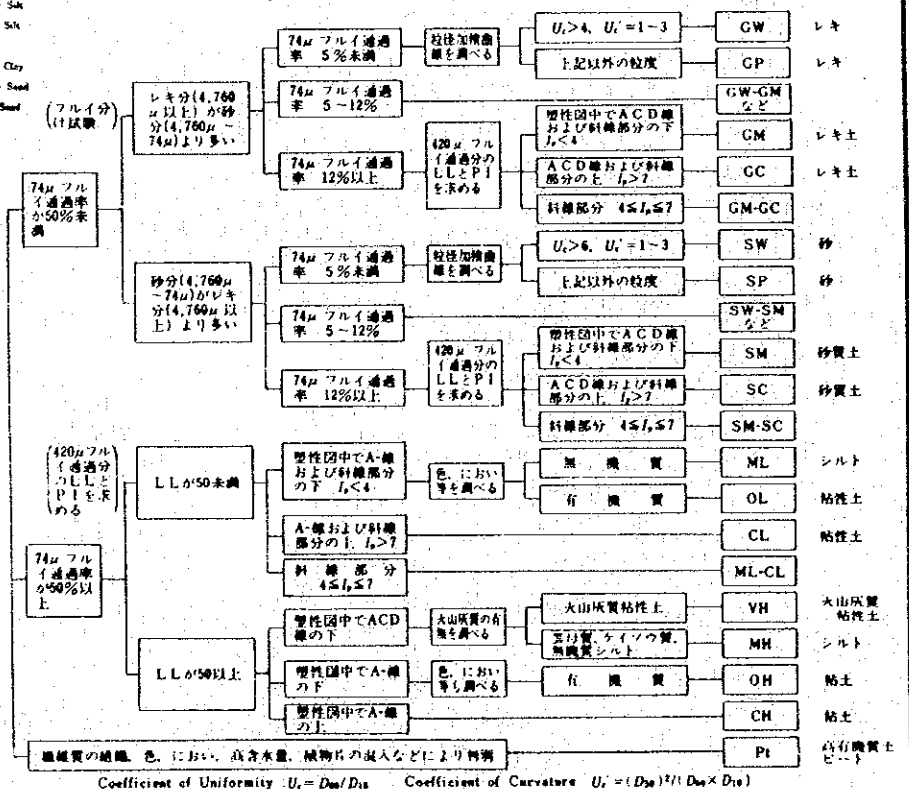 Silt
Silt
Clay
Sand
Sand
(フルイ分
け試験)
74μ フル
イ通過率
が50%未
満
レキ分(4,760
μ以上)が砂
分(4,760μ~
74μ)より多い
74μ フルイ通過
率 5%未満
粒径加積曲
線を調べる
Uc>4, Uc'=1~3
GW
レキ
上記以外の粒度
GP
レキ
74μ フルイ通過
率 5~12%
GW-GM
など
74μ フルイ通過
率 12%以上
420μ フル
イ通過分の
LLとPI
を求める
塑性図中でACD線
および斜線部分の下
Ip<4
GM
レキ土
ACD線および斜線
部分の上 Ip>7
GC
レキ土
斜線部分 4≦Ip≦7
GM-GC
砂分(4,760μ
~74μ)がレキ
分(4,760μ以
上)より多い
74μ フルイ通過
率 5%未満
粒径加積曲
線を調べる
Uc>6, Uc'=1~3
SW
砂
上記以外の粒度
SP
砂
74μ フルイ通過
率 5~12%
SW-SM
など
74μ フルイ通過
率 12%以上
420μ フル
イ通過分の
LLとPI
を求める
塑性図中でACD線
および斜線部分の下
Ip<4
SM
砂質土
ACD線および斜線
部分の上 Ip>7
SC
砂質土
斜線部分 4≦Ip≦7
SM-SC
(420μフル
イ通過分
のLLと
PIを求
める)
74μ フル
イ通過率
が50%以
上
LLが50未満
塑性図中でA-線
および斜線部分
の下 Ip<4
色、におい
等を調べる
無機質
ML
シルト
有機質
OL
粘性土
A-線および斜線
部分の上 Ip>7
CL
粘性土
斜線部分
4≦Ip≦7
ML-CL
LLが50以上
塑性図中でACD
線の下
火山灰質の有
無を調べる
火山灰質粘性土
VH
火山灰質
粘性土
雲母質、ケイソウ質、
無機質シルト
MH
シルト
塑性図中でA-線
の下
色、におい
等も調べる
有機質
OH
粘土
塑性図中でA-線
の上
CH
粘土
繊維質の組織、色、におい、高含水量、植物片の混入などにより判断
Pt
高有機質土
ピート
Coefficient of Uniformity Uc=D60/D10 Coefficient of Curvature Uc'=(D30)²/(D60×D10)